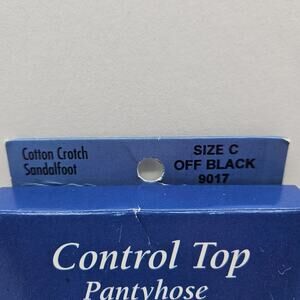 Cotton Crotch
Sandalfoot
SIZE C
OFF BLACK
9017
Control Top
Pantyhose